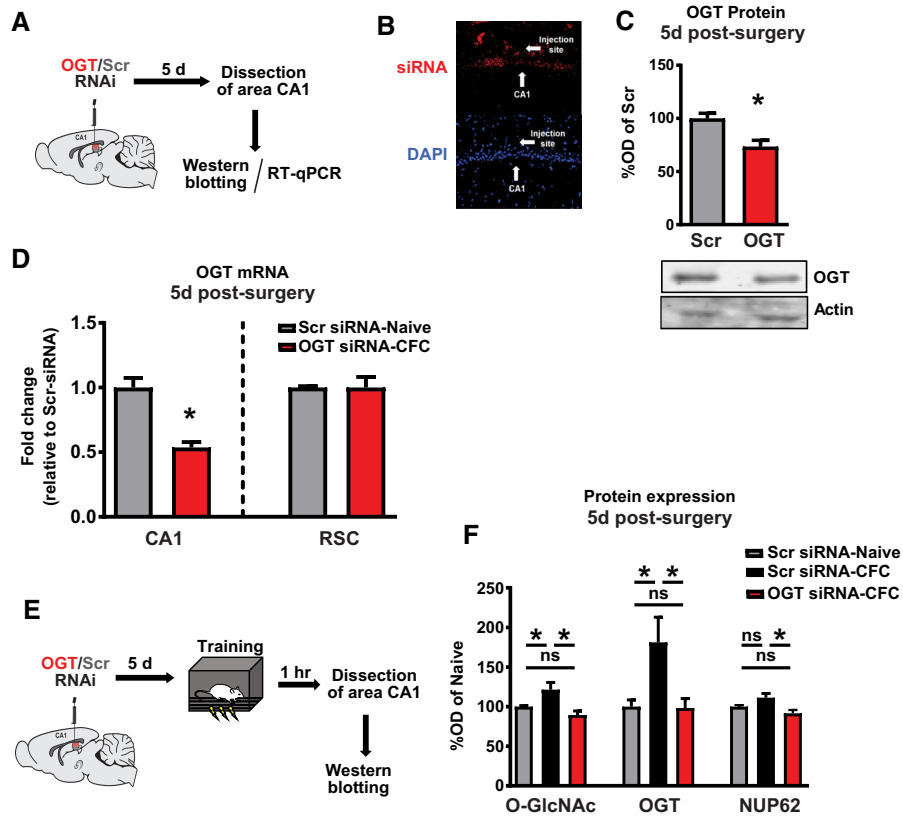 A
OGT/Scr
RNAi
5 d
Dissection
of area CA1
CA1
Western
blotting / RT-qPCR
B
siRNA
Injection
site
CA1
DAPI
Injection
site
CA1
C
OGT Protein
5d post-surgery
%OD of Scr
150
100
50
0
*
Scr
OGT
OGT
Actin
D
OGT mRNA
5d post-surgery
Fold change
(relative to Scr-siRNA)
1.5
1.0
0.5
0.0
*
Scr siRNA-Naive
OGT siRNA-CFC
CA1
RSC
E
OGT/Scr
RNAi
5 d
Training
1 hr
Dissection
of area CA1
CA1
Western
blotting
Protein expression
5d post-surgery
F
Scr siRNA-Naive
Scr siRNA-CFC
OGT siRNA-CFC
%OD of Naive
250
200
150
100
50
0
* *
ns
* *
ns
ns *
ns
O-GlcNAc
OGT
NUP62